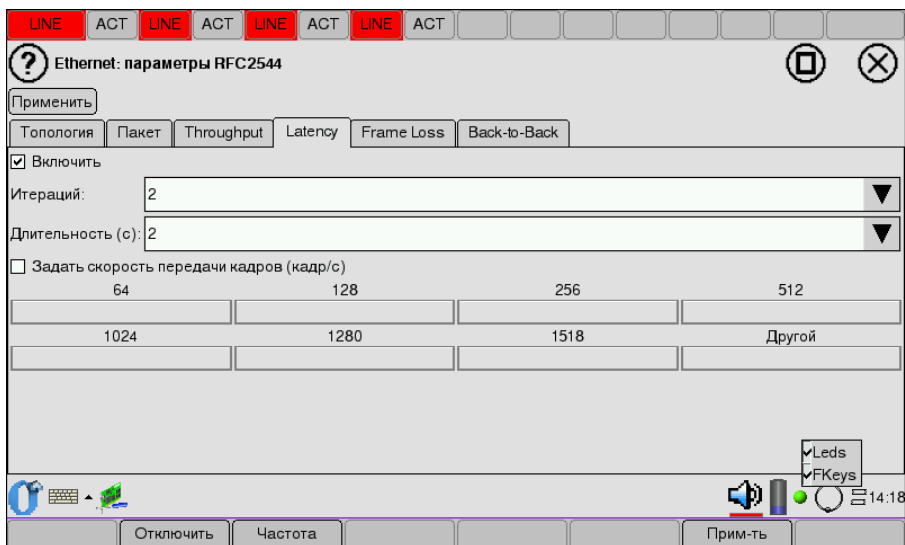 LINE ACT LINE ACT LINE ACT LINE ACT
? Ethernet: параметры RFC2544
Применить
Топология Пакет Throughput Latency Frame Loss Back-to-Back
Включить
Итераций: 2
Длительность (с): 2
Задать скорость передачи кадров (кадр/с)
64 128 256 512
1024 1280 1518 Другой
Leds
FKeys
14:18
Отключить Частота Прим-ть